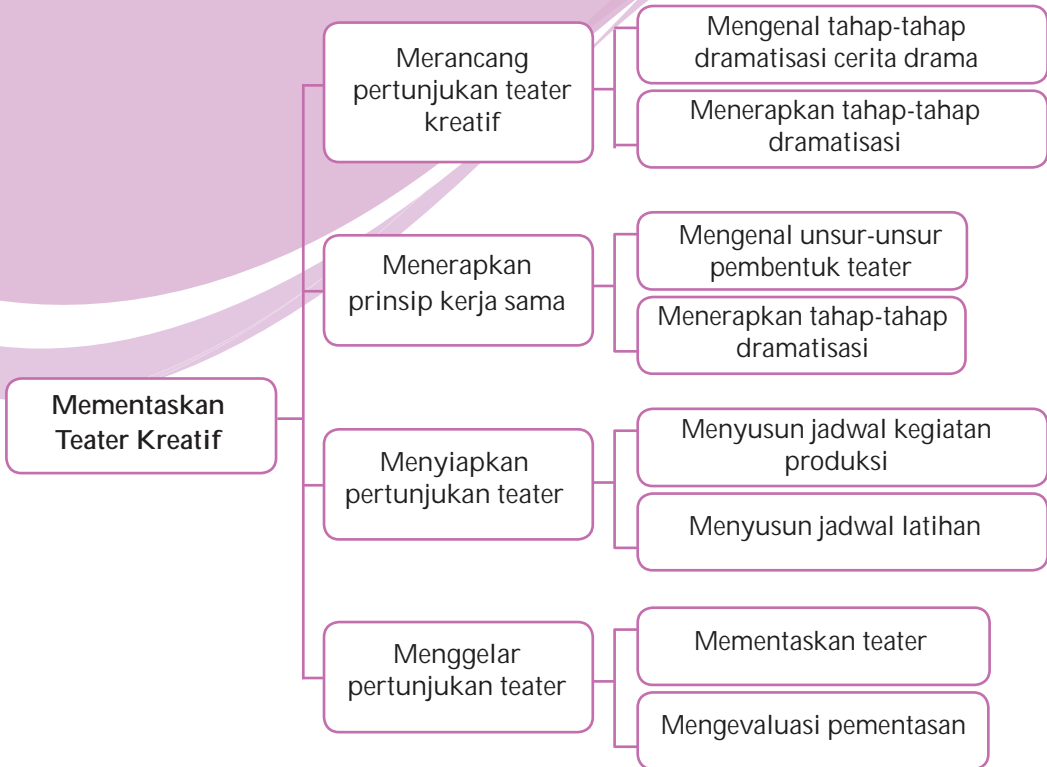 Mementaskan
Teater Kreatif
Merancang
pertunjukan teater
kreatif
Mengenal tahap-tahap
dramatisasi cerita drama
Menerapkan tahap-tahap
dramatisasi
Menerapkan
prinsip kerja sama
Mengenal unsur-unsur
pembentuk teater
Menerapkan tahap-tahap
dramatisasi
Menyiapkan
pertunjukan teater
Menyusun jadwal kegiatan
produksi
Menyusun jadwal latihan
Menggelar
pertunjukan teater
Mementaskan teater
Mengevaluasi pementasan